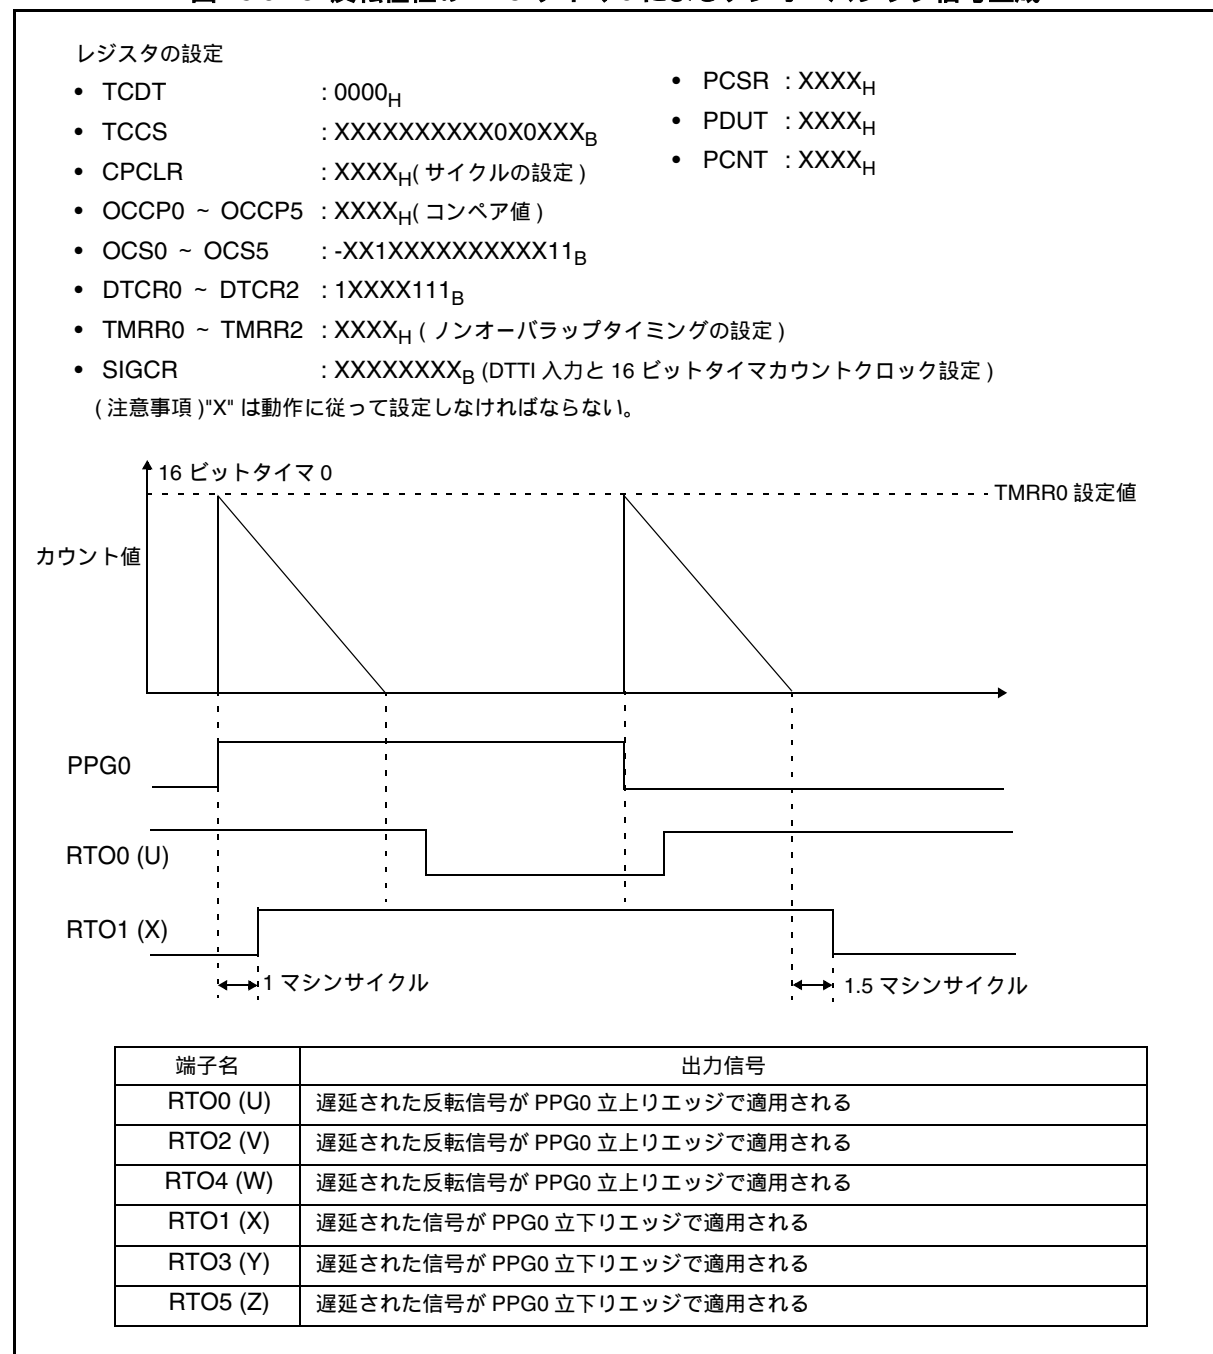 レジスタの設定
• TCDT : 0000H
• TCCS : XXXXXXXXXX0X0XXXB
• CPCLR : XXXXH( サイクルの設定 )
• OCCP0 ~ OCCP5 : XXXXH( コンペア値 )
• OCS0 ~ OCS5 : -XX1XXXXXXXXXX11B
• DTCR0 ~ DTCR2 : 1XXXX111B
• TMRR0 ~ TMRR2 : XXXXH ( ノンオーバラップタイミングの設定 )
• SIGCR : XXXXXXXXB (DTTI 入力と 16 ビットタイマカウントクロック設定 )
( 注意事項 )"X" は動作に従って設定しなければならない。
• PCSR : XXXXH
• PDUT : XXXXH
• PCNT : XXXXH
16 ビットタイマ 0
TMRR0 設定値
カウント値
PPG0
RTO0 (U)
RTO1 (X)
1 マシンサイクル
1.5 マシンサイクル
端子名 出力信号
RTO0 (U) 遅延された反転信号が PPG0 立上りエッジで適用される
RTO2 (V) 遅延された反転信号が PPG0 立上りエッジで適用される
RTO4 (W) 遅延された反転信号が PPG0 立上りエッジで適用される
RTO1 (X) 遅延された信号が PPG0 立下りエッジで適用される
RTO3 (Y) 遅延された信号が PPG0 立下りエッジで適用される
RTO5 (Z) 遅延された信号が PPG0 立下りエッジで適用される